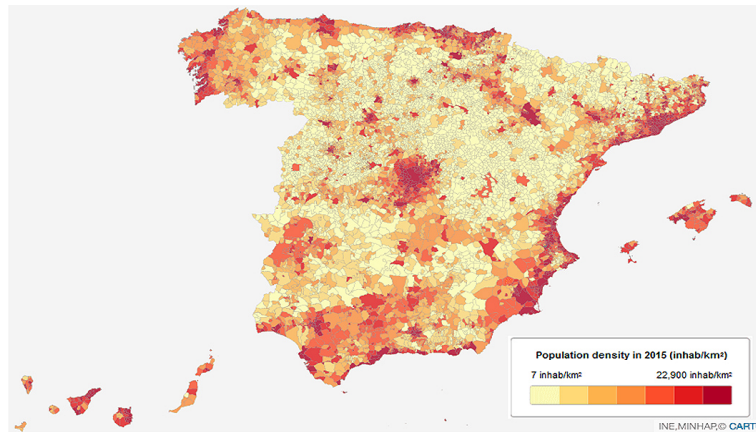 Population density in 2015 (inhab/km²)
7 inhab/km² 22,900 inhab/km²
INE,MINHAP,© CART